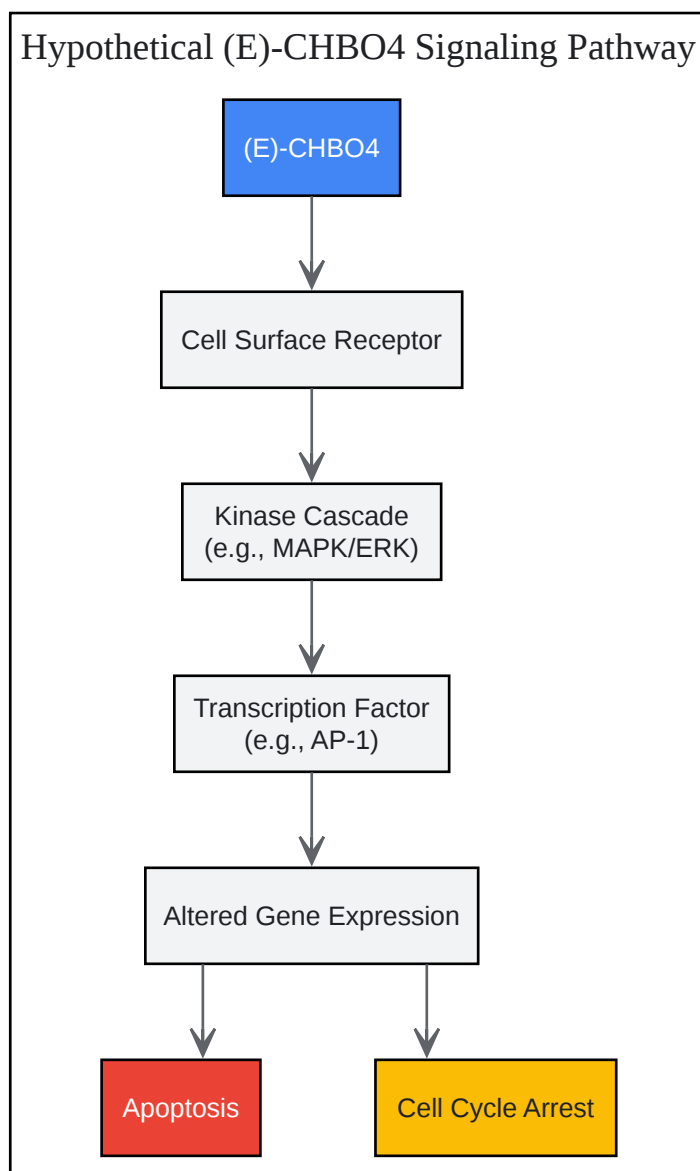 Hypothetical (E)-CHBO4 Signaling Pathway
(E)-CHBO4
Cell Surface Receptor
Kinase Cascade
(e.g., MAPK/ERK)
Transcription Factor
(e.g., AP-1)
Altered Gene Expression
Apoptosis
Cell Cycle Arrest